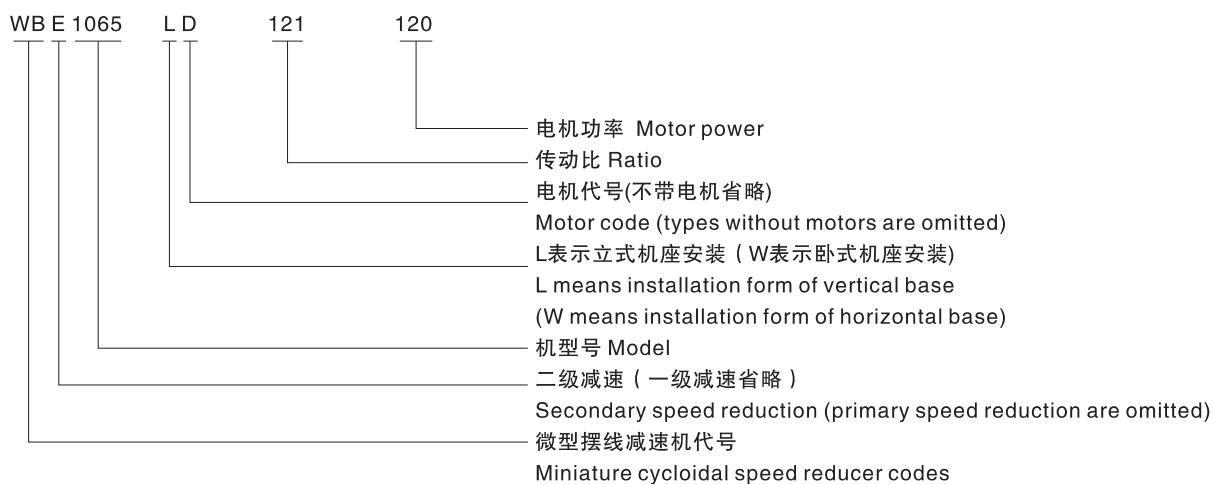 WB E 1065 L D 121 120
电机功率 Motor power
传动比 Ratio
电机代号(不带电机省略)
Motor code (types without motors are omitted)
L表示立式机座安装（W表示卧式机座安装)
L means installation form of vertical base
(W means installation form of horizontal base)
机型号 Model
二级减速（一级减速省略）
Secondary speed reduction (primary speed reduction are omitted)
微型摆线减速机代号
Miniature cycloidal speed reducer codes